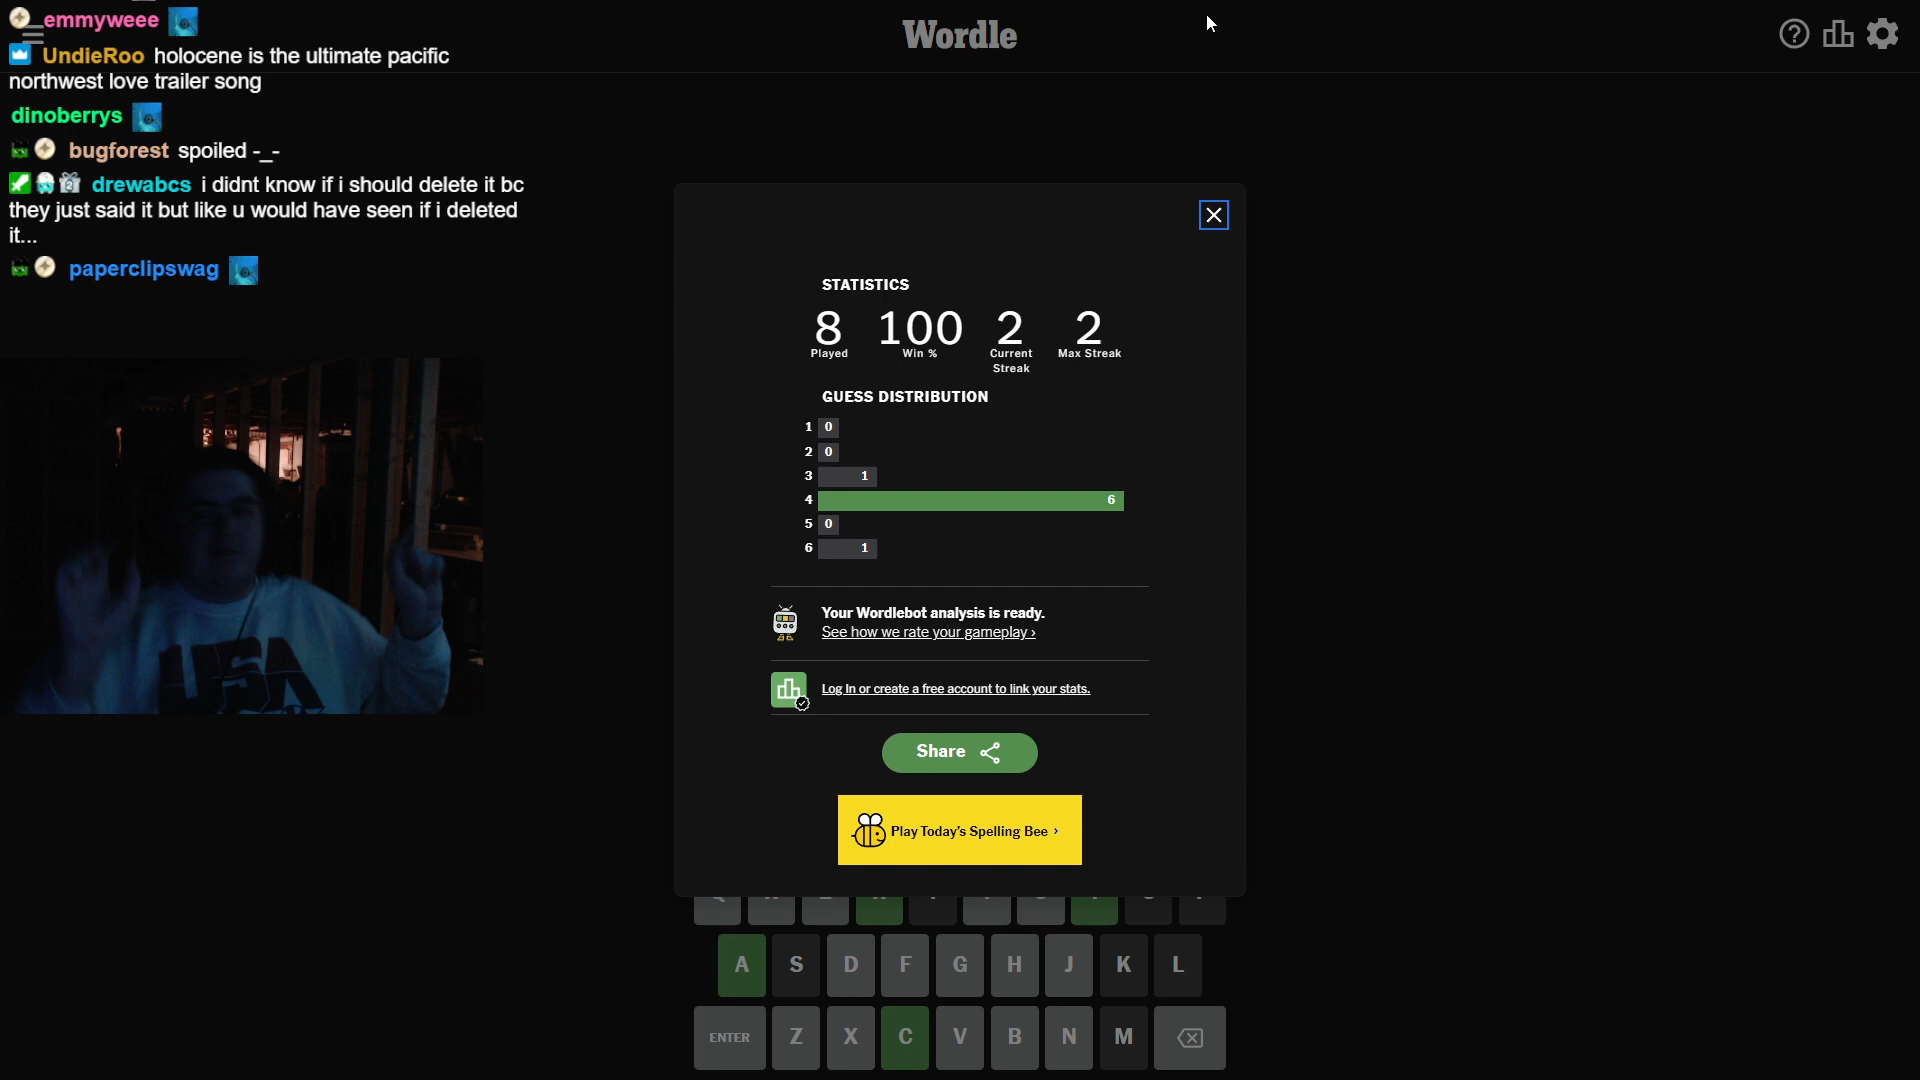 emmyweee
UndieRoo holocene is the ultimate pacific
northwest love trailer song
dinoberrys
bugforest spoiled -_-
drewabcs i didnt know if i should delete it bc
they just said it but like u would have seen if i deleted
it...
paperclipswag
Wordle
STATISTICS
8 100 2 2
Played Win % Current Streak Max Streak
GUESS DISTRIBUTION
1 0
2 0
3 1
4 6
5 0
6 1
Your Wordlebot analysis is ready.
See how we rate your gameplay ›
Log In or create a free account to link your stats.
Share
Play Today's Spelling Bee ›
A S D F G H J K L
ENTER Z X C V B N M
USA